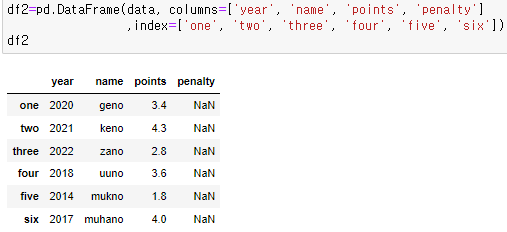 df2=pd.DataFrame(data, columns=['year', 'name', 'points', 'penalty']
,index=['one', 'two', 'three', 'four', 'five', 'six'])
df2
year name points penalty
one 2020 geno 3.4 NaN
two 2021 keno 4.3 NaN
three 2022 zano 2.8 NaN
four 2018 uuno 3.6 NaN
five 2014 mukno 1.8 NaN
six 2017 muhano 4.0 NaN